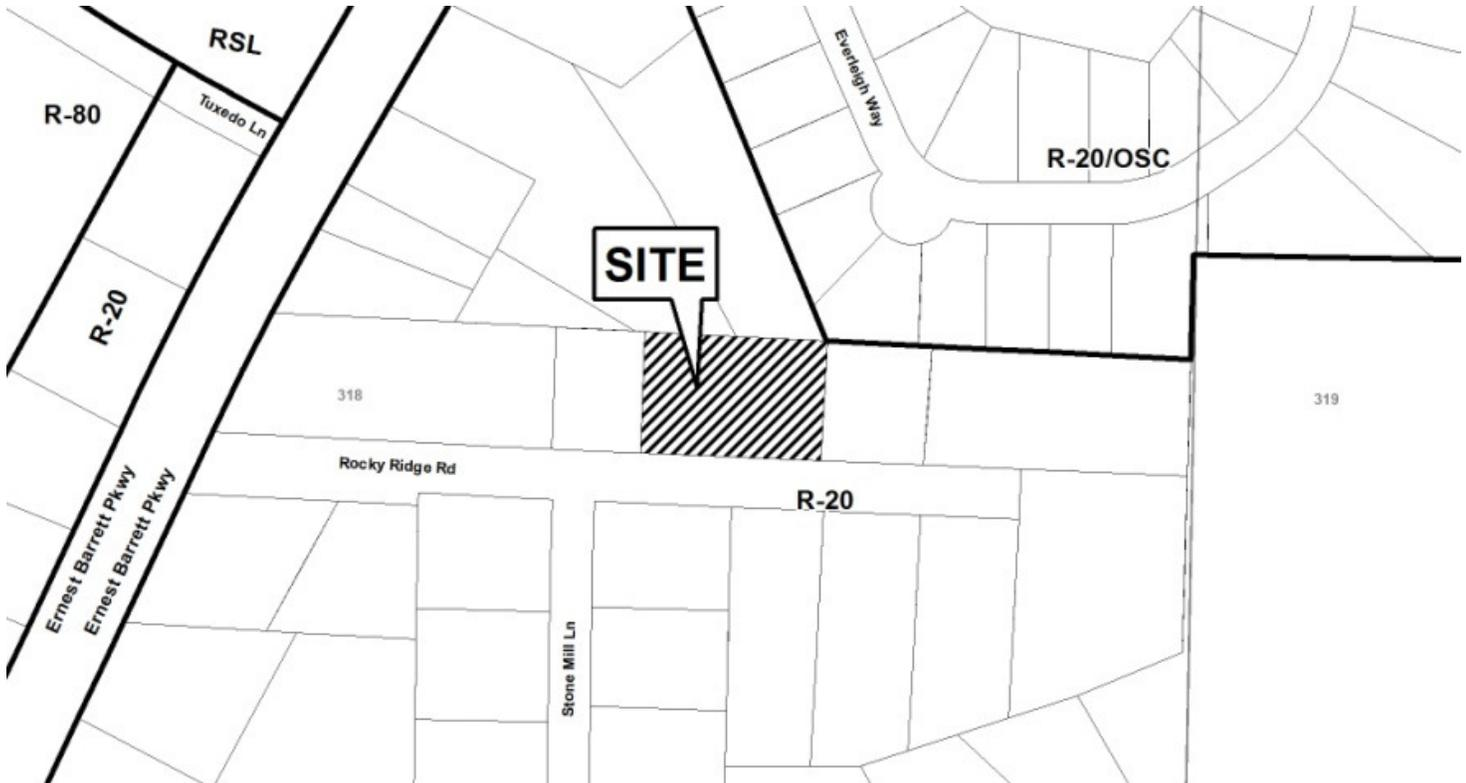 RSL
R-80
Tuxedo Ln
Everleigh Way
R-20/OSC
SITE
R-20
318
319
Rocky Ridge Rd
R-20
Ernest Barrett Pkwy
Ernest Barrett Pkwy
Stone Mill Ln